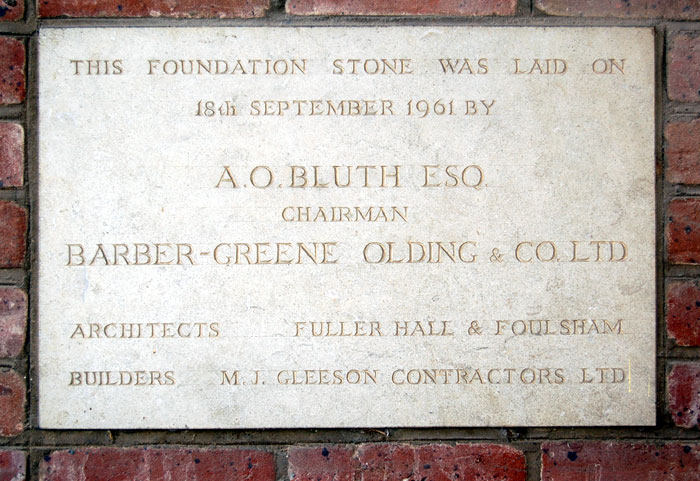 THIS FOUNDATION STONE WAS LAID ON
18th SEPTEMBER 1961 BY
A.O. BLUTH ESQ.
CHAIRMAN
BARBER-GREENE OLDING & CO. LTD.
ARCHITECTS FULLER HALL & FOULSHAM
BUILDERS M.J. GLEESON CONTRACTORS LTD